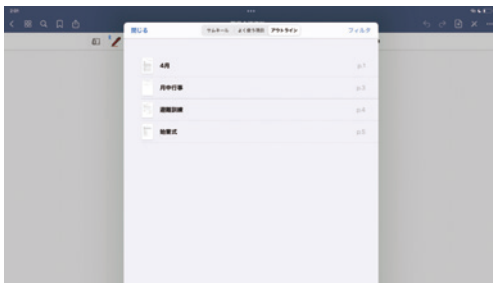 閉じる サムネール よく使う項目 アウトライン フィルタ
4月 p.1
月中行事
避難訓練
始業式